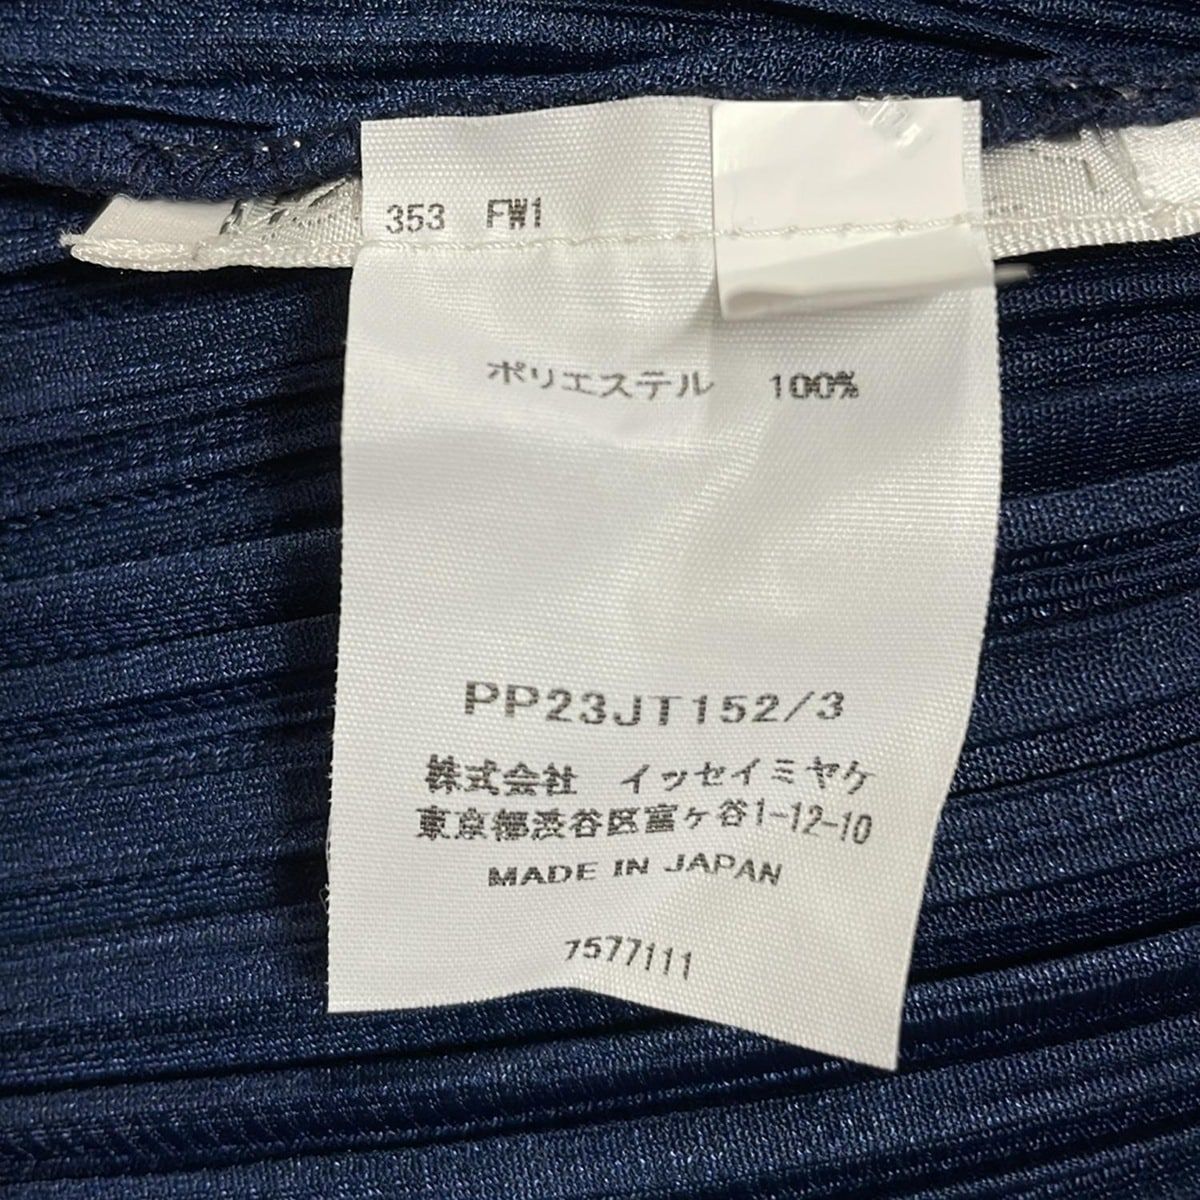 353 FW1
ポリエステル 100%
PP23JT152/3
株式会社 イッセイミヤケ
東京都渋谷区富ヶ谷1-12-10
MADE IN JAPAN
7577111